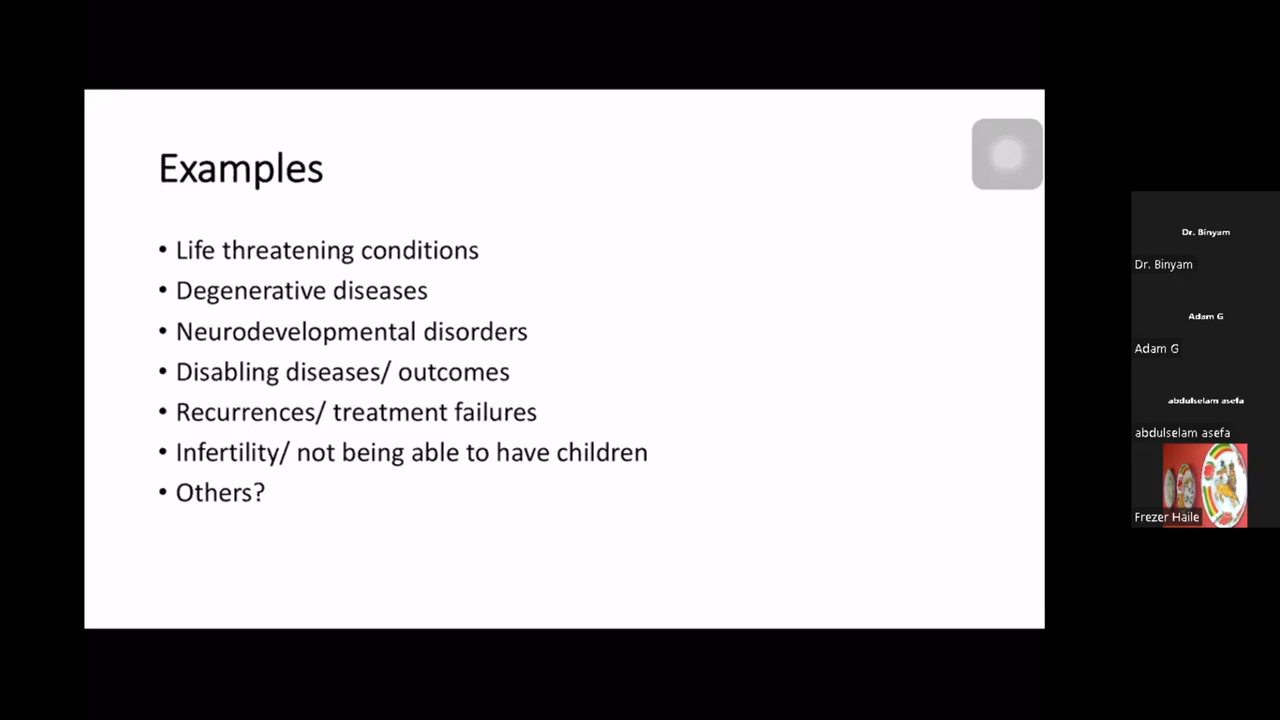 Examples
• Life threatening conditions
• Degenerative diseases
• Neurodevelopmental disorders
• Disabling diseases/ outcomes
• Recurrences/ treatment failures
• Infertility/ not being able to have children
• Others?
Dr. Binyam
Dr. Binyam
Adam G
Adam G
abdulselam asefa
abdulselam asefa
Frezer Haile